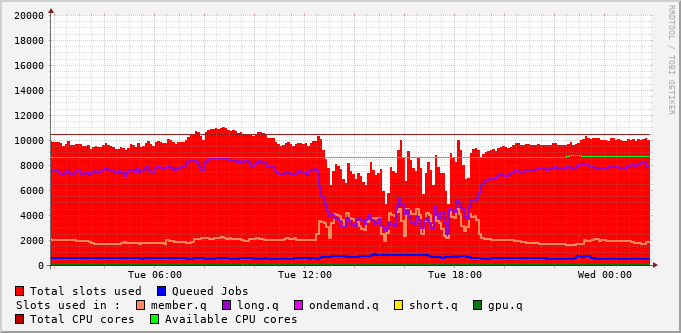 20000
18000
16000
14000
12000
10000
8000
6000
4000
2000
0
Tue 06:00 Tue 12:00 Tue 18:00 Wed 00:00
RRDTOOL / TOBI OETIKER
Total slots used Queued Jobs
Slots used in : member.q long.q ondemand.q short.q gpu.q
Total CPU cores Available CPU cores